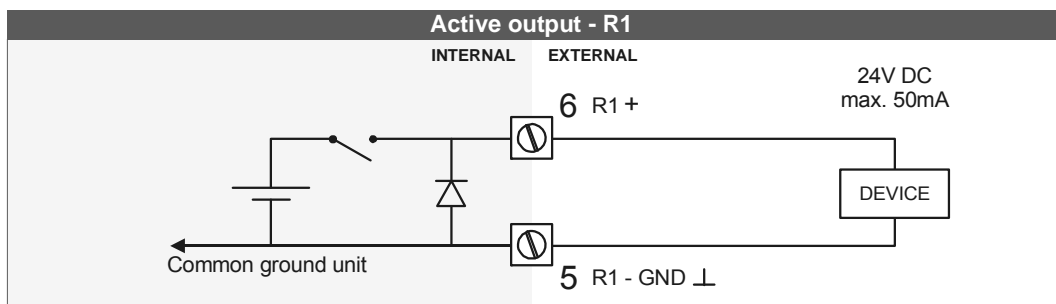 Active output - R1
INTERNAL EXTERNAL
24V DC
max. 50mA
6 R1 +
DEVICE
Common ground unit
5 R1 - GND ⊥